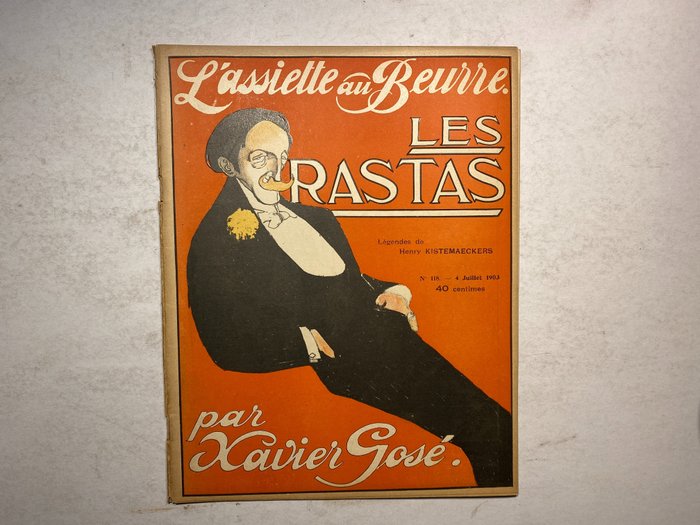 L'assiette au Beurre.
LES
RASTAS
Légendes de
Henry KISTEMAECKERS
N° 118. — 4 Juillet 1903
40 centimes
par
Xavier Gosé.